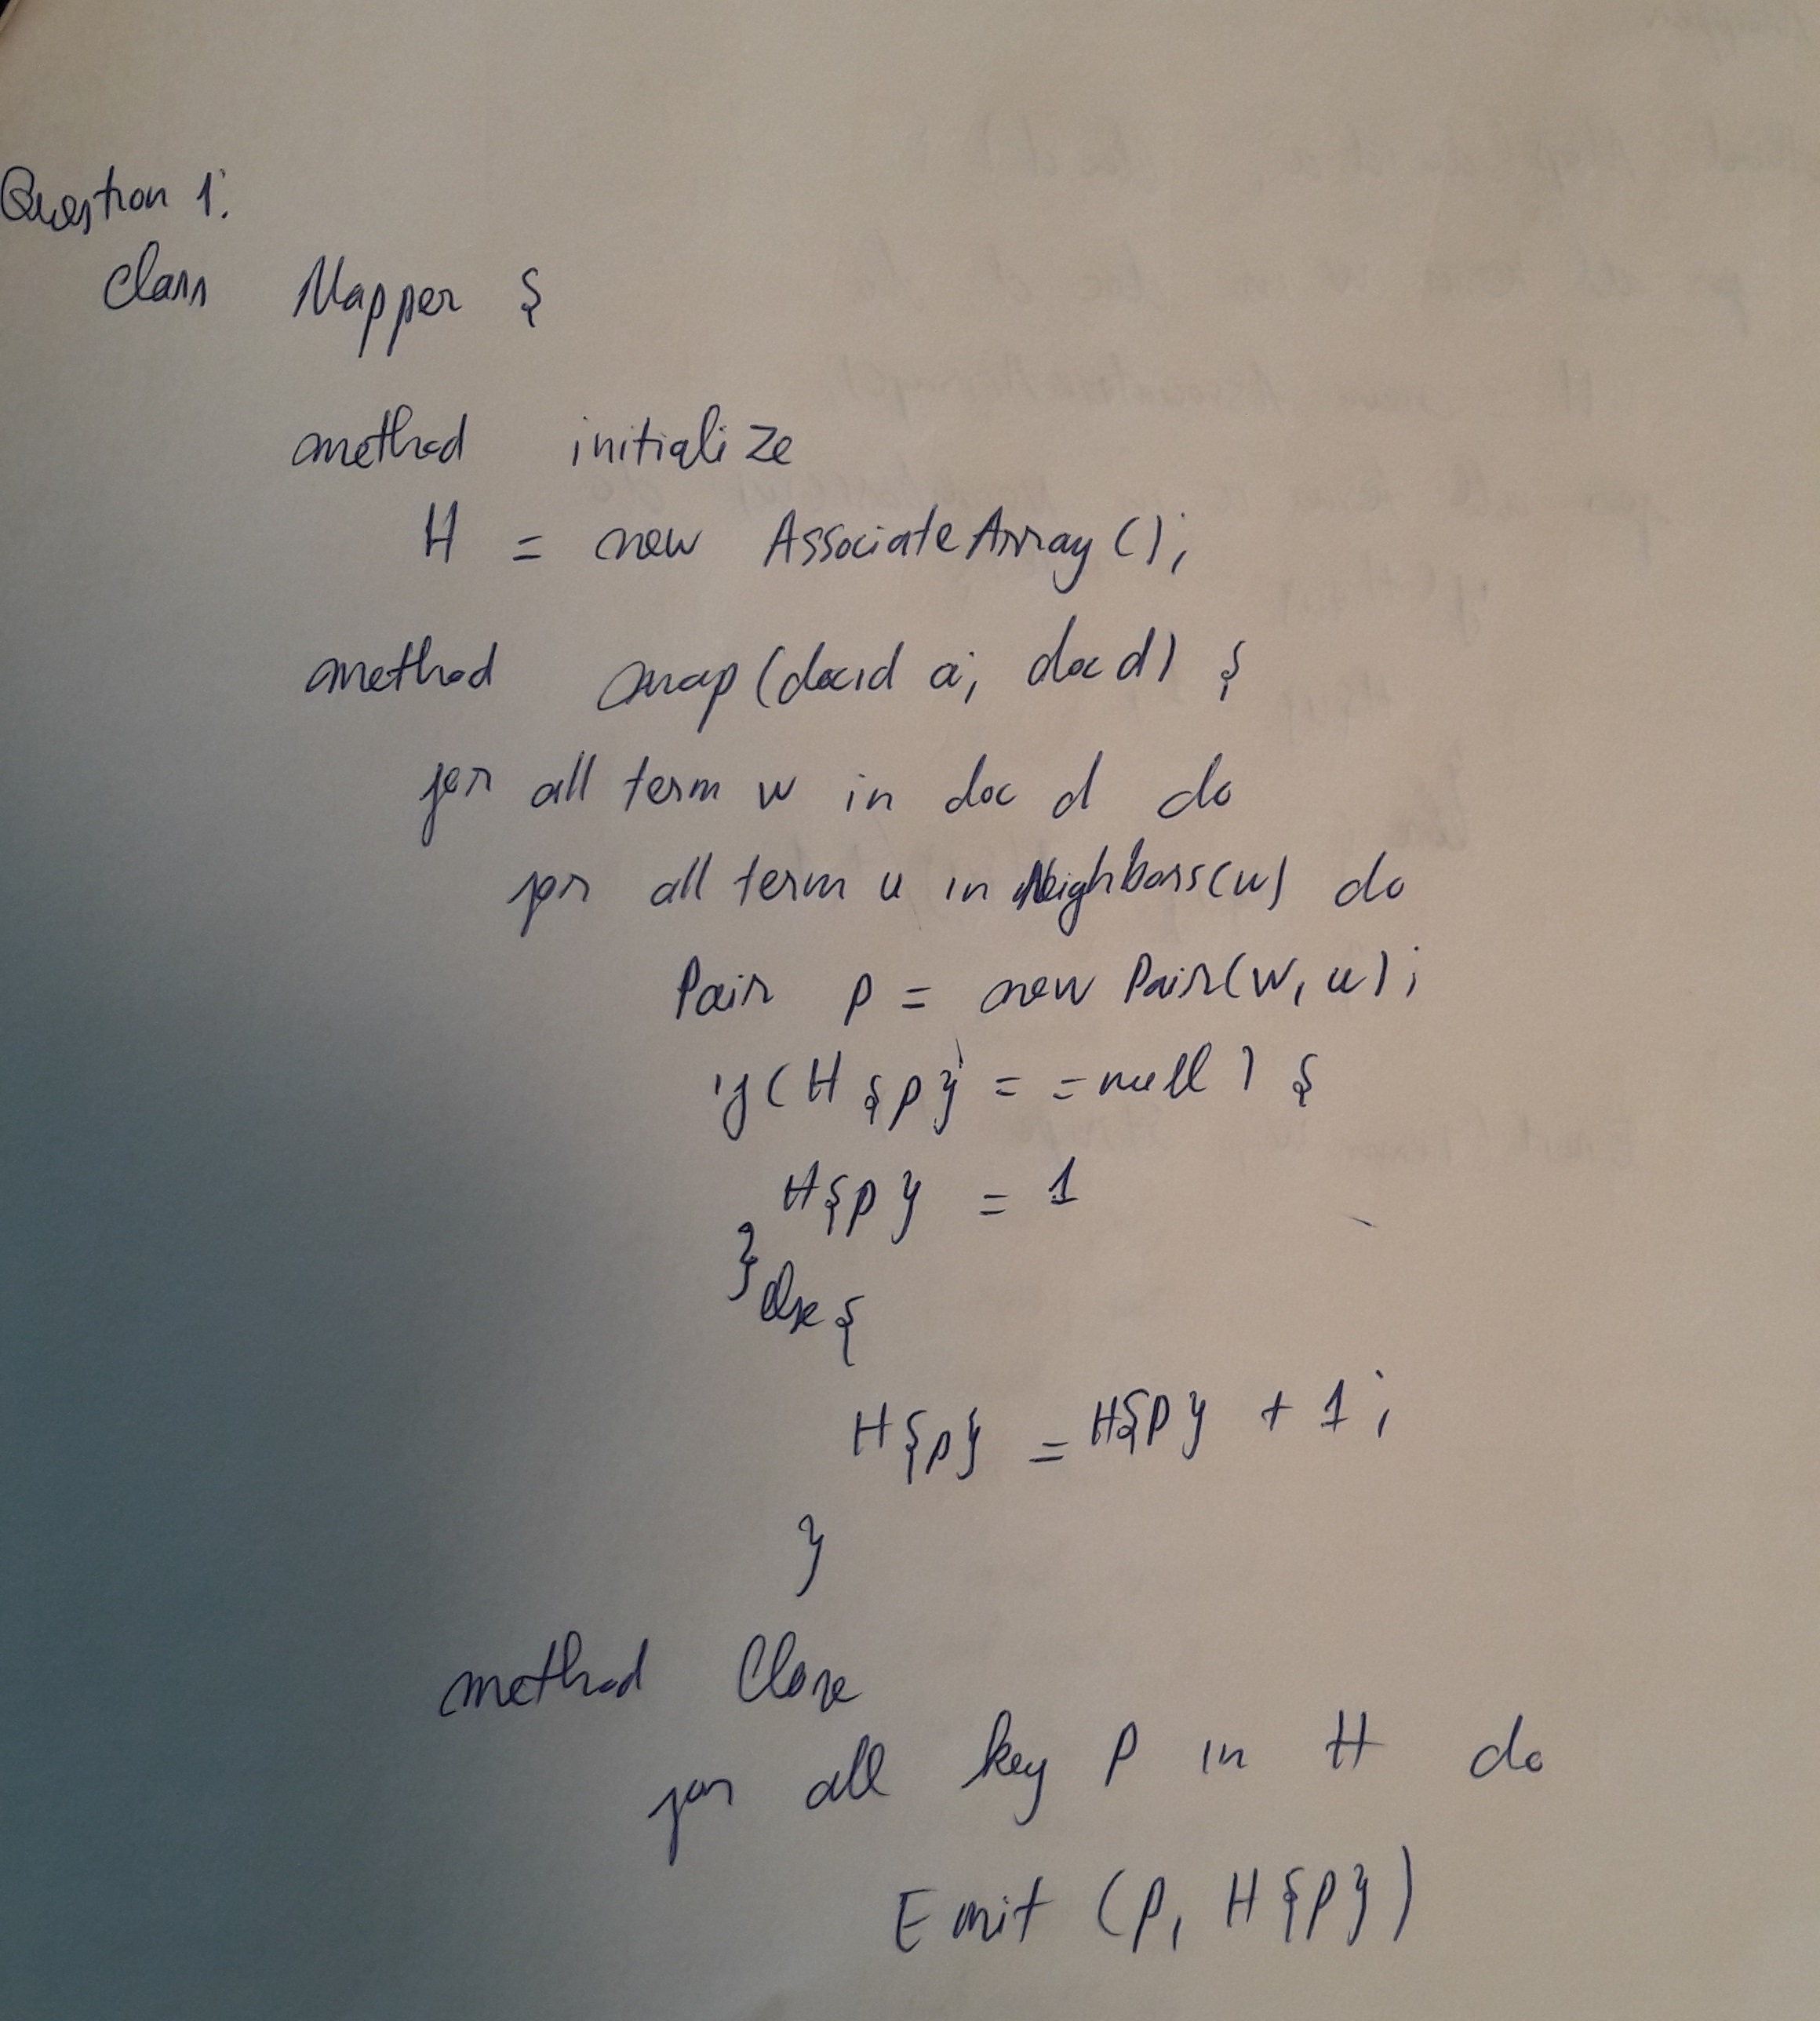 Question 1:
Class Mapper {
method initialize
H = new AssociateArray();
method map(docid a; doc d) {
for all term w in doc d do
for all term u in Neighbors(w) do
Pair p = new Pair(w, u);
if(H{p} = = null) {
H{p} = 1
} else {
H{p} = H{p} + 1;
}
method Close
for all key p in H do
Emit (p, H{p})